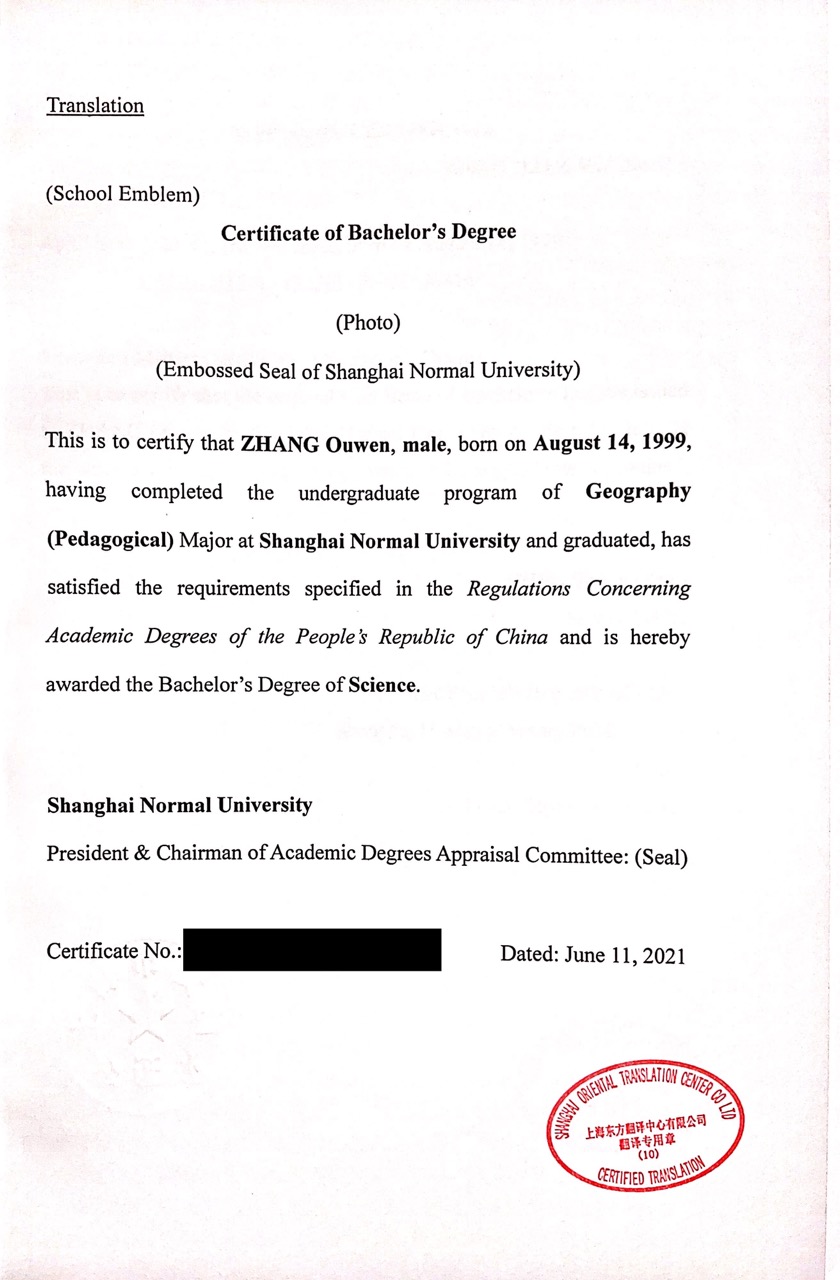 Translation
(School Emblem)
Certificate of Bachelor's Degree
(Photo)
(Embossed Seal of Shanghai Normal University)
This is to certify that ZHANG Ouwen, male, born on August 14, 1999,
having completed the undergraduate program of Geography
(Pedagogical) Major at Shanghai Normal University and graduated, has
satisfied the requirements specified in the Regulations Concerning
Academic Degrees of the People's Republic of China and is hereby
awarded the Bachelor's Degree of Science.
Shanghai Normal University
President & Chairman of Academic Degrees Appraisal Committee: (Seal)
Certificate No.:
Dated: June 11, 2021
SHANGHAI ORIENTAL TRANSLATION CENTER CO LTD
上海东方翻译中心有限公司
翻译专用章
(10)
CERTIFIED TRANSLATION